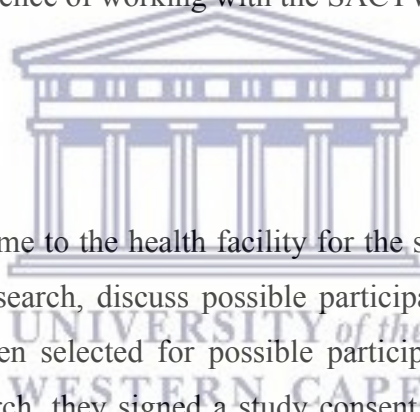 ence of working with the SACTV
me to the health facility for the s
search, discuss possible participa
UNIVERSITY of the
en selected for possible particip
WESTERN CAPE
rch, they signed a study consent